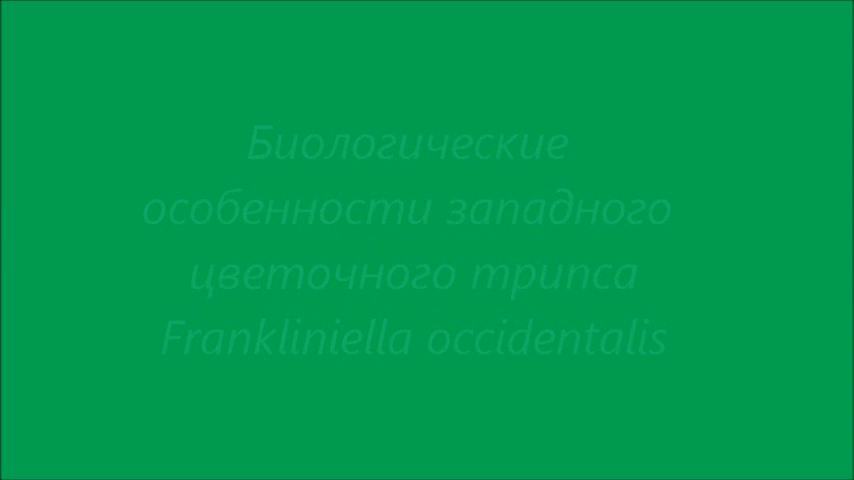 Биологические
особенности западного
цветочного трипса
Frankliniella occidentalis